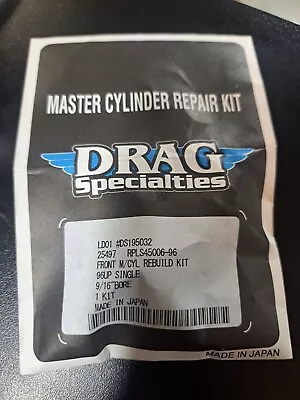 MASTER CYLINDER REPAIR KIT
DRAG
Specialties
LD01 #DS195032
25497 RPLS45006-96
FRONT M/CYL REBUILD KIT
96UP SINGLE
9/16"BORE
1 KIT
MADE IN JAPAN
MADE IN JAPAN